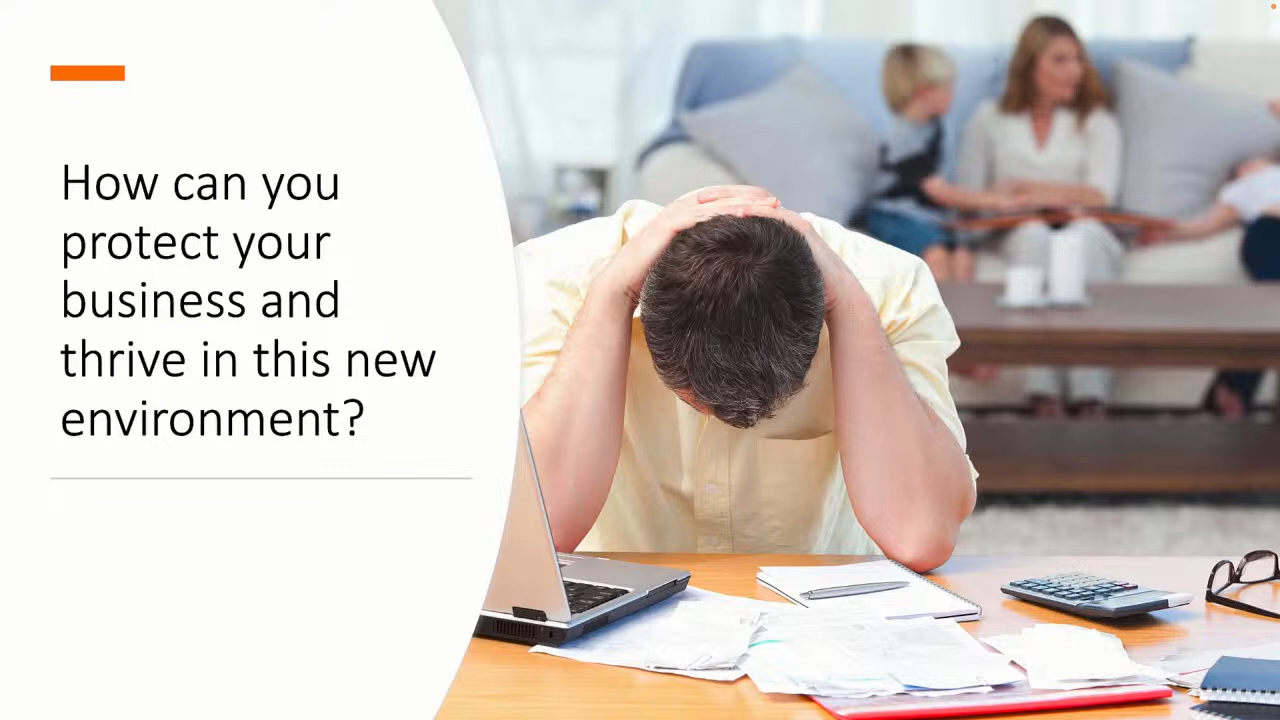 How can you
protect your
business and
thrive in this new
environment?